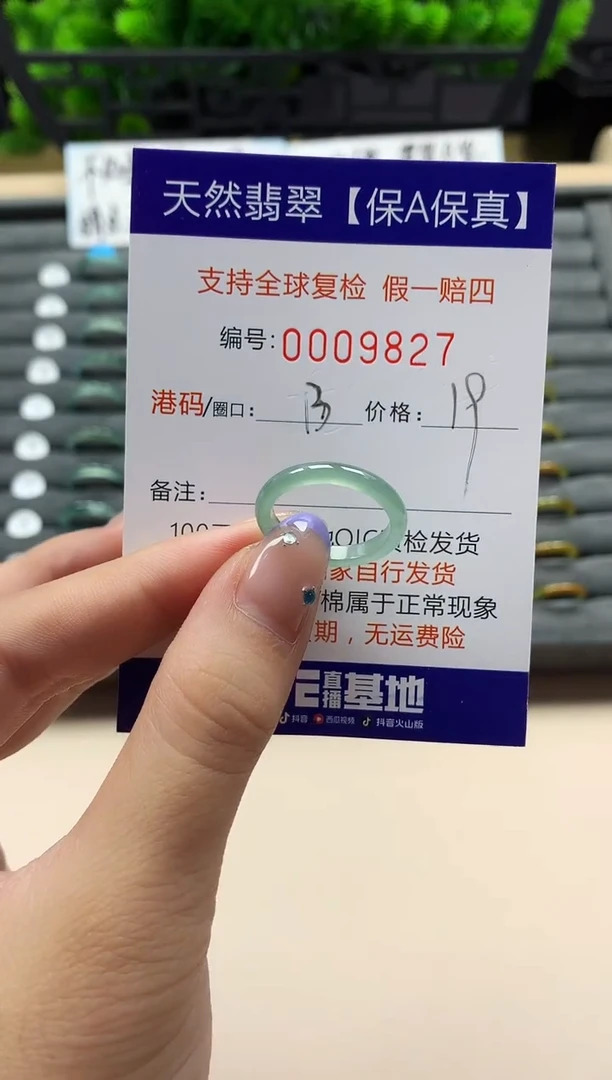 天然翡翠【保A保真】
支持全球复检 假一赔四
编号:0009827
港码/圈口: 13 价格: 19
备注:
检发货
家自行发货
棉属于正常现象
期，无运费险
直播基地
抖音 西瓜视频 抖音火山版